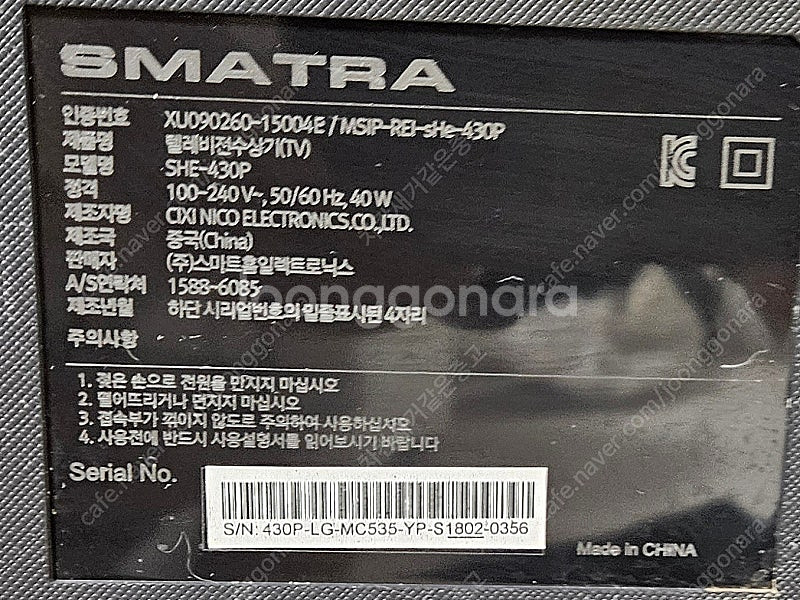 SMATRA
인증번호 XU090260-15004E / MSIP-REI-sHe-430P
제품명 텔레비전수상기(TV)
모델명 SHE-430P
정격 100-240V~, 50/60 Hz, 40W
제조자명 CIXI NICO ELECTRONICS.CO.,LTD.
제조국 중국(China)
판매자 (주)스마트홈일렉트로닉스
A/S연락처 1588-6085
제조년월 하단 시리얼번호의 밑줄표시된 4자리
주의사항
1. 젖은 손으로 전원을 만지지 마십시오
2. 떨어뜨리거나 던지지 마십시오
3. 접속부가 꺾이지 않도록 주의하여 사용하십시오
4. 사용전에 반드시 사용설명서를 읽어보시기 바랍니다
Serial No.
S/N: 430P-LG-MC535-YP-S1802-0356
Made in CHINA
joonggonara
cafe.naver.com/joonggonara